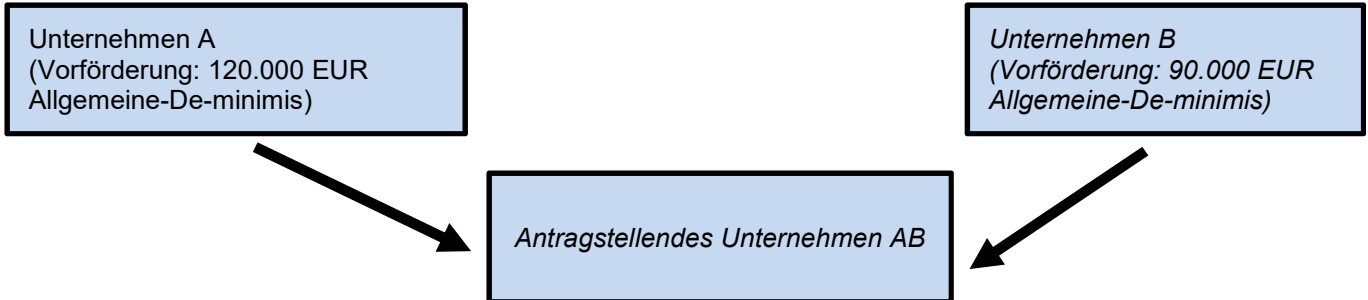 Unternehmen A
(Vorförderung: 120.000 EUR
Allgemeine-De-minimis)
Unternehmen B
(Vorförderung: 90.000 EUR
Allgemeine-De-minimis)
Antragstellendes Unternehmen AB